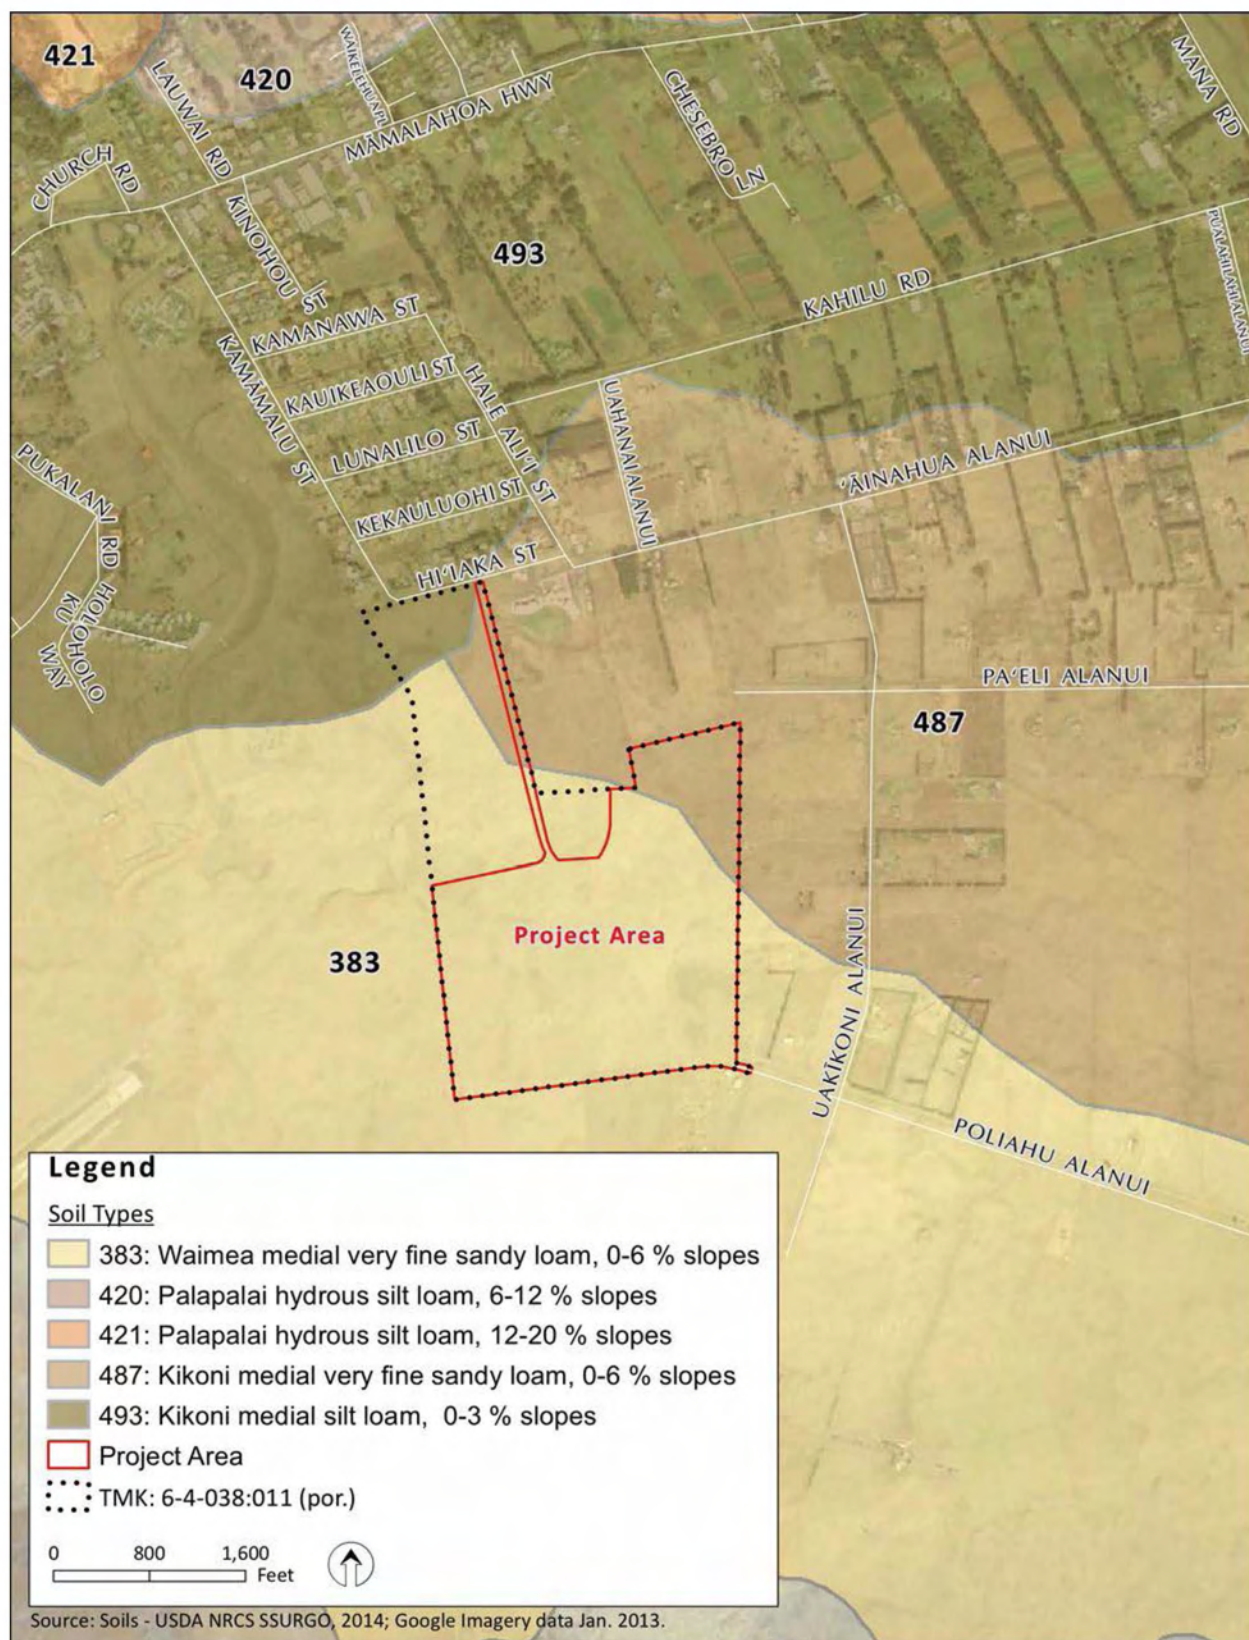 421
420
LAUWAI RD
WAIKELEHUA PL
MĀMALAHOA HWY
CHESEBRO LN
MANA RD
CHURCH RD
KINOHOU ST
493
PUALAHILAHI ALANUI
KAHILU RD
KAMANAWA ST
KAMAMALU ST
KAUIKEAOULI ST
HALE ALI'I ST
UAHANAI ALANUI
LUNALILO ST
'ĀINAHUA ALANUI
PUKALANI RD
KEKAULUOHI ST
HI'IAKA ST
HOLOHOLO
KU
WAY
PA'ELI ALANUI
487
Project Area
383
UAKĪKONI ALANUI
POLIAHU ALANUI
Legend
Soil Types
383: Waimea medial very fine sandy loam, 0-6 % slopes
420: Palapalai hydrous silt loam, 6-12 % slopes
421: Palapalai hydrous silt loam, 12-20 % slopes
487: Kikoni medial very fine sandy loam, 0-6 % slopes
493: Kikoni medial silt loam, 0-3 % slopes
Project Area
TMK: 6-4-038:011 (por.)
0 800 1,600
Feet
Source: Soils - USDA NRCS SSURGO, 2014; Google Imagery data Jan. 2013.